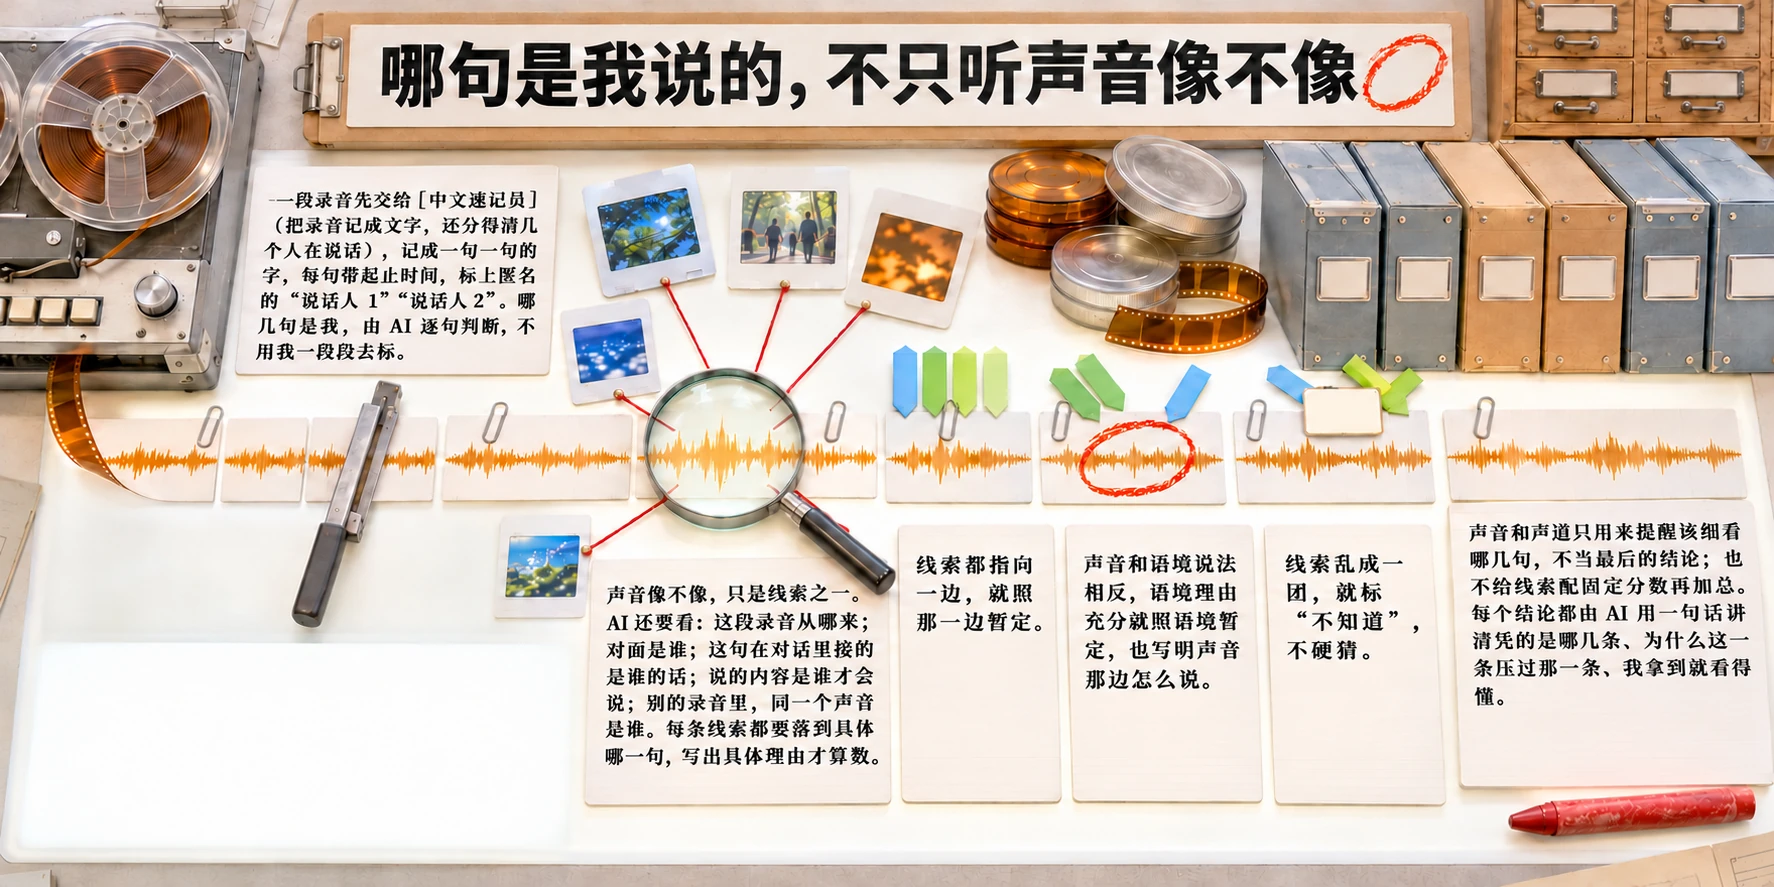 哪句是我说的，不只听声音像不像
一段录音先交给［中文速记员］
（把录音记成文字，还分得清几
个人在说话），记成一句一句的
字，每句带起止时间，标上匿名
的“说话人 1”“说话人 2”。哪
几句是我，由 AI 逐句判断，不
用我一段段去标。
声音像不像，只是线索之一。
AI 还要看：这段录音从哪来；
对面是谁；这句在对话里接的
是谁的话；说的内容是谁才会
说；别的录音里，同一个声音
是谁。每条线索都要落到具体
哪一句，写出具体理由才算数。
线索都指向
一边，就照
那一边暂定。
声音和语境说法
相反，语境理由
充分就照语境暂
定，也写明声音
那边怎么说。
线索乱成一
团，就标
“不知道”，
不硬猜。
声音和声道只用来提醒该细看
哪几句，不当最后的结论；也
不给线索配固定分数再加总。
每个结论都由 AI 用一句话讲
清凭的是哪几条、为什么这一
条压过那一条、我拿到就看得
懂。